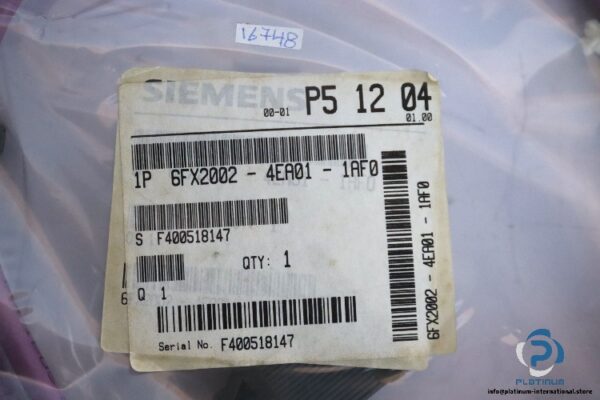 16748
SIEMENS
00-01 P5 12 04
01.00
1P 6FX2002 - 4EA01 - 1AF0
S F400518147
QTY: 1
Q 1
Serial No. F400518147
6FX2002 - 4EA01 - 1AF0
PLATINUM
info@platinum-international.store